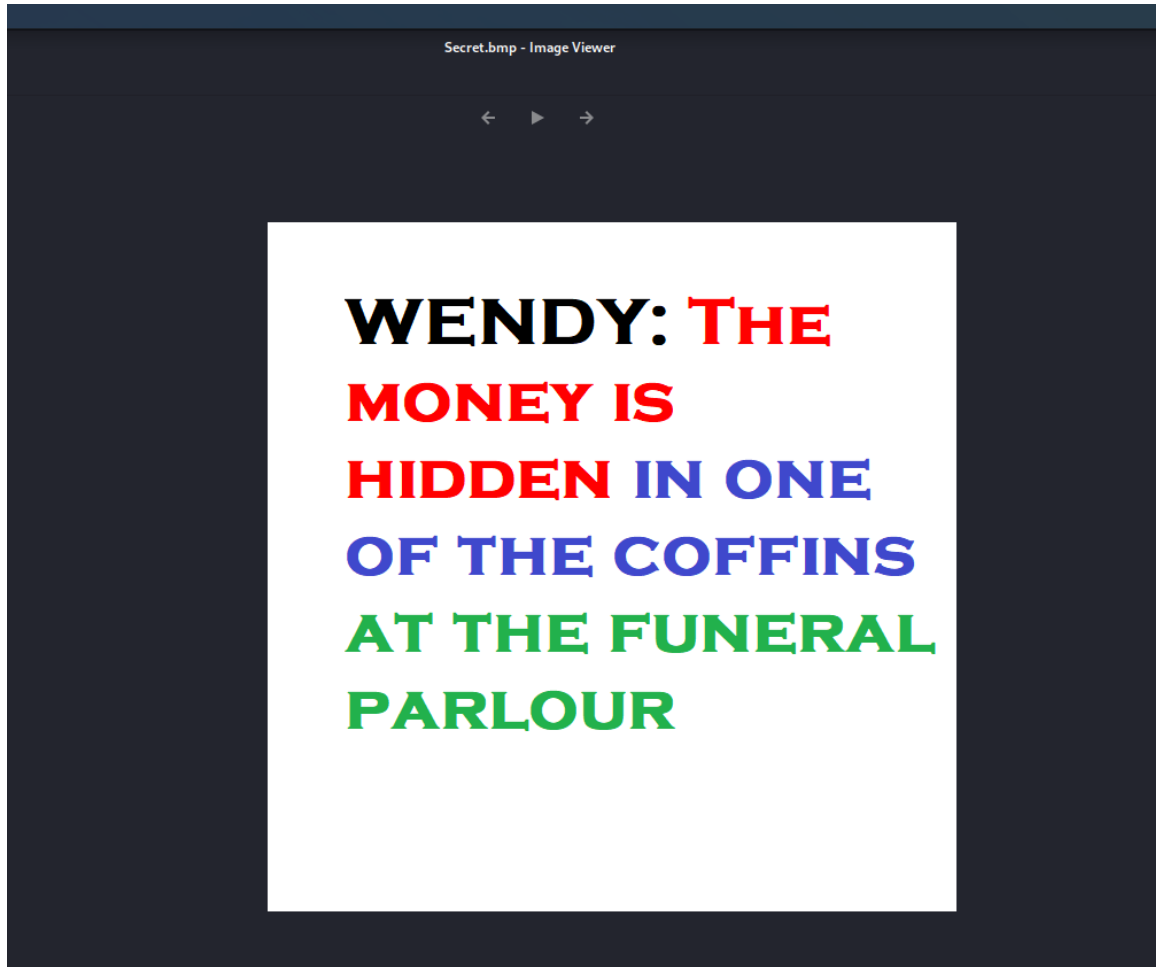 Secret.bmp - Image Viewer
WENDY: THE
MONEY IS
HIDDEN IN ONE
OF THE COFFINS
AT THE FUNERAL
PARLOUR